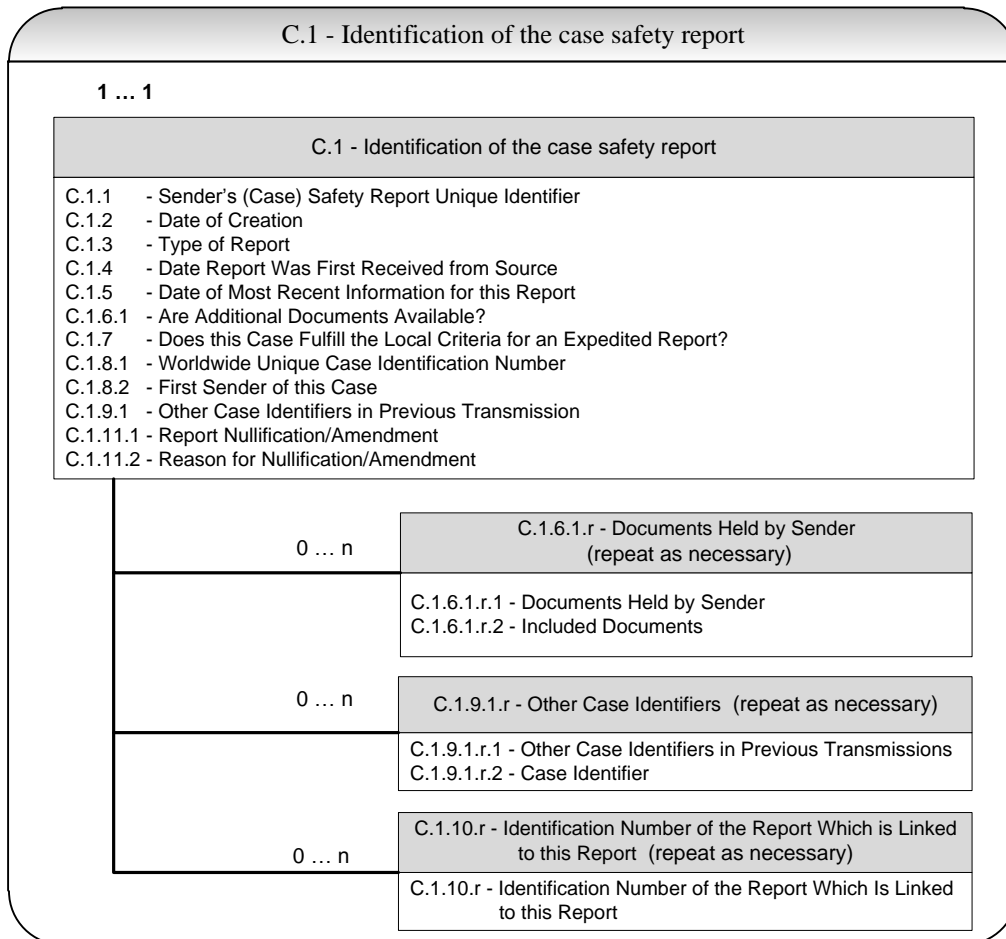 C.1 - Identification of the case safety report
1 … 1
C.1 - Identification of the case safety report
C.1.1 - Sender's (Case) Safety Report Unique Identifier
C.1.2 - Date of Creation
C.1.3 - Type of Report
C.1.4 - Date Report Was First Received from Source
C.1.5 - Date of Most Recent Information for this Report
C.1.6.1 - Are Additional Documents Available?
C.1.7 - Does this Case Fulfill the Local Criteria for an Expedited Report?
C.1.8.1 - Worldwide Unique Case Identification Number
C.1.8.2 - First Sender of this Case
C.1.9.1 - Other Case Identifiers in Previous Transmission
C.1.11.1 - Report Nullification/Amendment
C.1.11.2 - Reason for Nullification/Amendment
0 … n
C.1.6.1.r - Documents Held by Sender
(repeat as necessary)
C.1.6.1.r.1 - Documents Held by Sender
C.1.6.1.r.2 - Included Documents
0 … n
C.1.9.1.r - Other Case Identifiers (repeat as necessary)
C.1.9.1.r.1 - Other Case Identifiers in Previous Transmissions
C.1.9.1.r.2 - Case Identifier
0 … n
C.1.10.r - Identification Number of the Report Which is Linked
to this Report (repeat as necessary)
C.1.10.r - Identification Number of the Report Which Is Linked
to this Report